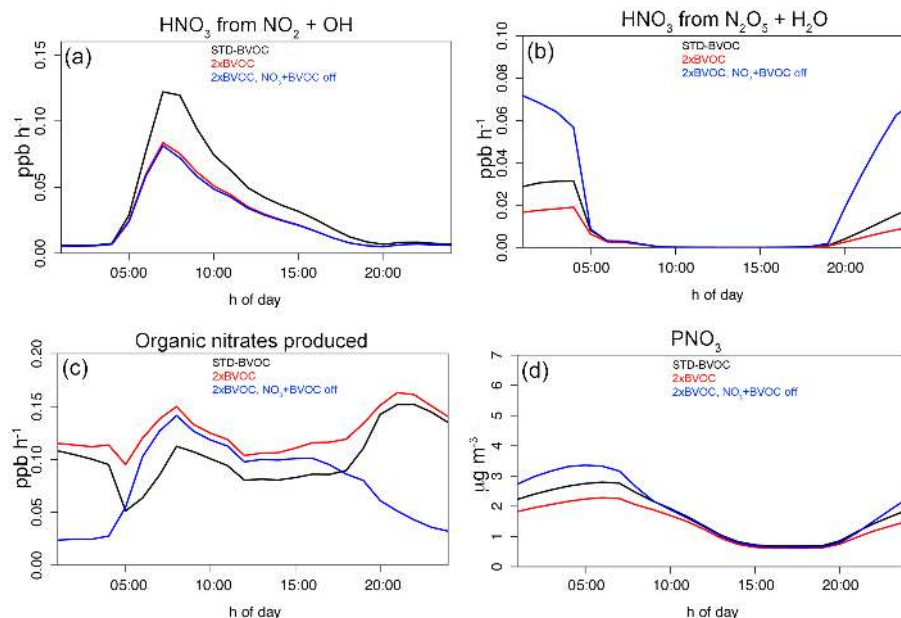 HNO₃ from NO₂ + OH
(a)
STD-BVOC
2xBVOC
2xBVOC, NO₃+BVOC off
ppb h⁻¹
0.00 0.05 0.10 0.15
05:00 10:00 15:00 20:00
h of day
HNO₃ from N₂O₅ + H₂O
(b)
STD-BVOC
2xBVOC
2xBVOC, NO₃+BVOC off
ppb h⁻¹
0.00 0.02 0.04 0.06 0.08 0.10
05:00 10:00 15:00 20:00
h of day
Organic nitrates produced
(c)
STD-BVOC
2xBVOC
2xBVOC, NO₃+BVOC off
ppb h⁻¹
0.00 0.05 0.10 0.15 0.20
05:00 10:00 15:00 20:00
h of day
PNO₃
(d)
STD-BVOC
2xBVOC
2xBVOC, NO₃+BVOC off
µg m⁻³
0 1 2 3 4 5 6 7
05:00 10:00 15:00 20:00
h of day